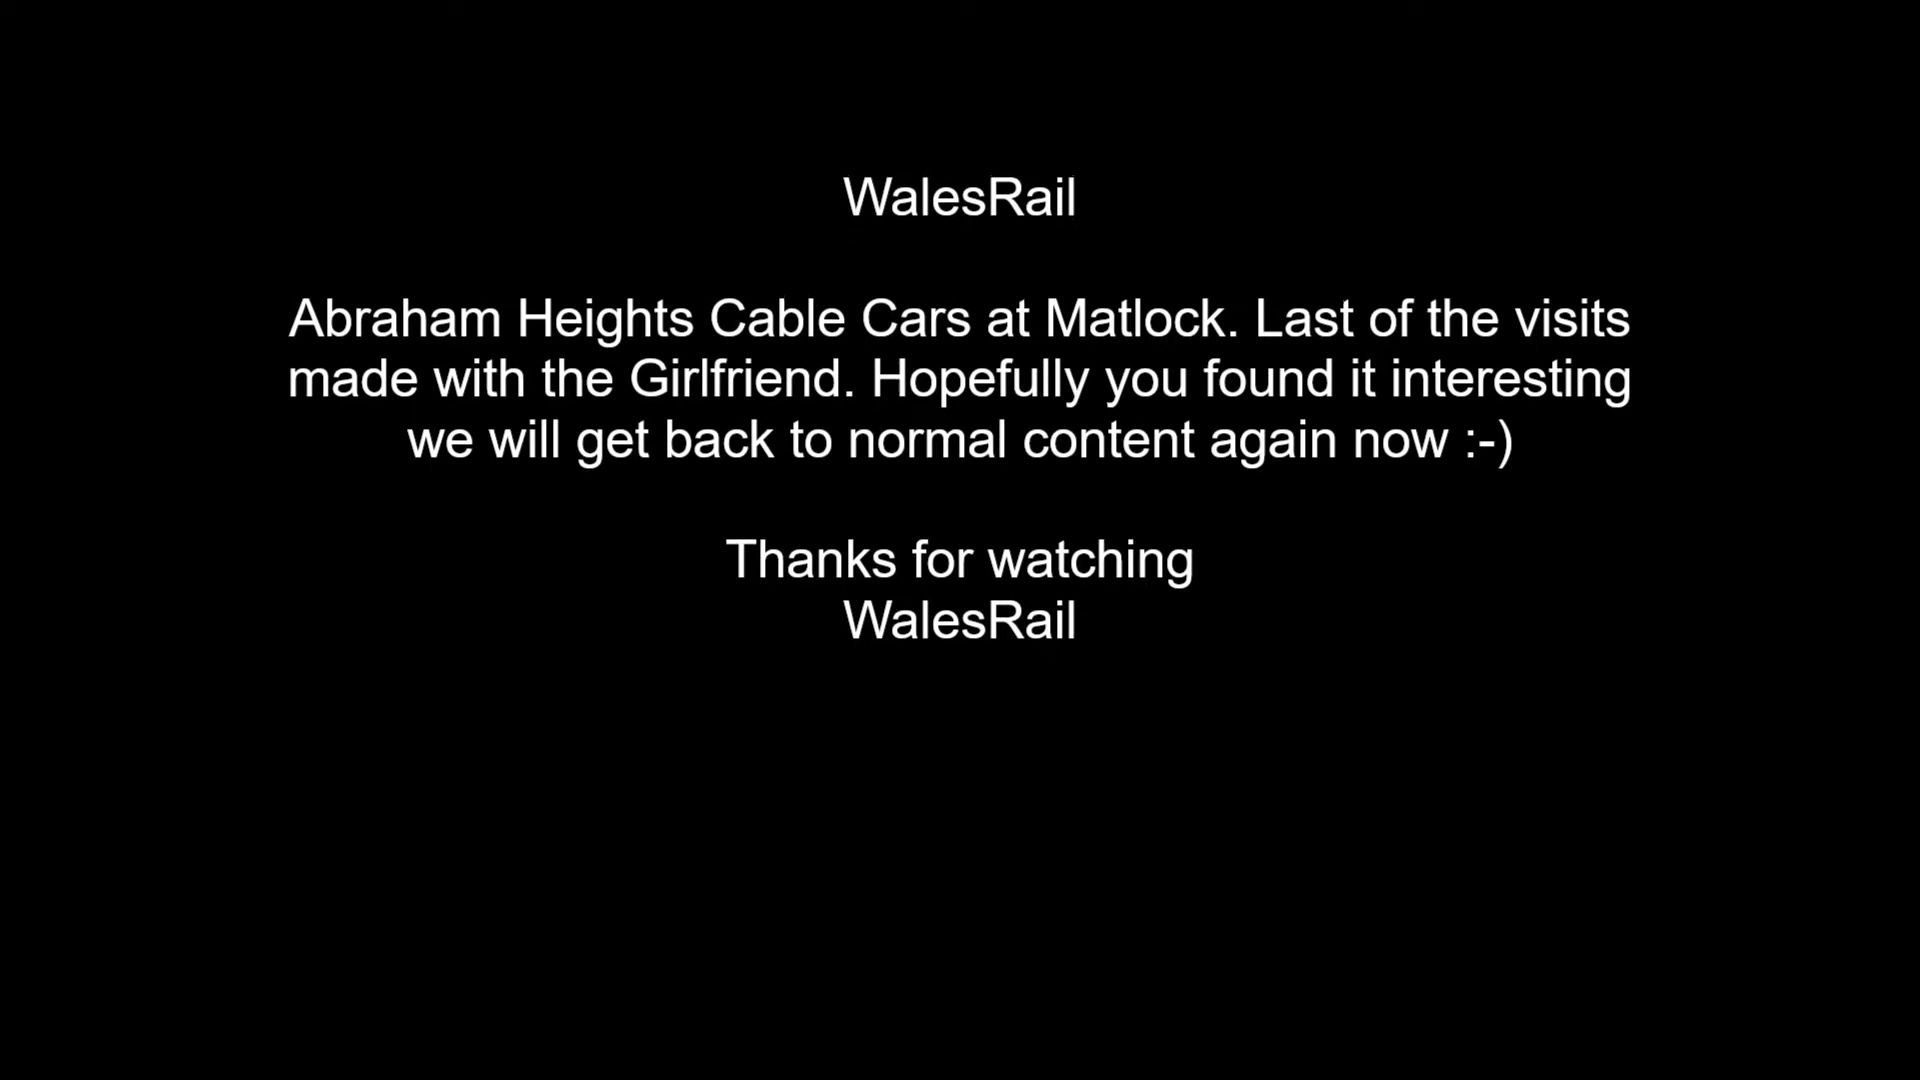 WalesRail
Abraham Heights Cable Cars at Matlock. Last of the visits
made with the Girlfriend. Hopefully you found it interesting
we will get back to normal content again now :-)
Thanks for watching
WalesRail